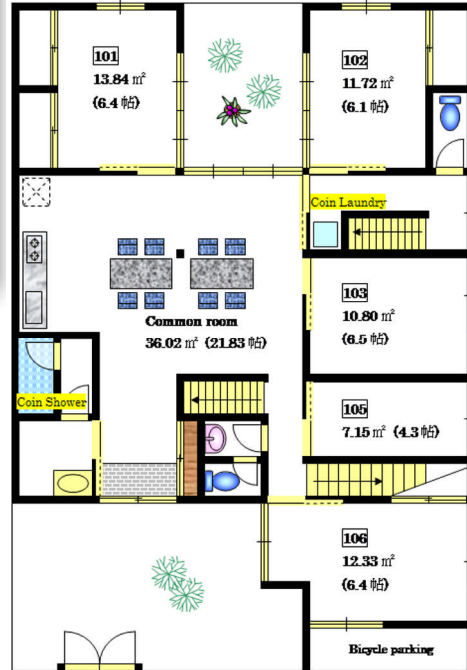 101
13.84 ㎡
(6.4 帖)
102
11.72 ㎡
(6.1 帖)
Coin Laundry
103
10.80 ㎡
(6.5 帖)
Common room
36.02 ㎡ (21.83 帖)
Coin Shower
105
7.15 ㎡ (4.3 帖)
106
12.33 ㎡
(6.4 帖)
Bicycle parking